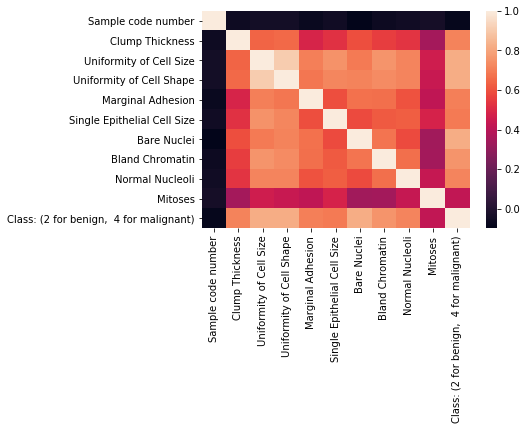 Sample code number
Clump Thickness
Uniformity of Cell Size
Uniformity of Cell Shape
Marginal Adhesion
Single Epithelial Cell Size
Bare Nuclei
Bland Chromatin
Normal Nucleoli
Mitoses
Class: (2 for benign,  4 for malignant)
Sample code number
Clump Thickness
Uniformity of Cell Size
Uniformity of Cell Shape
Marginal Adhesion
Single Epithelial Cell Size
Bare Nuclei
Bland Chromatin
Normal Nucleoli
Mitoses
Class: (2 for benign,  4 for malignant)
1.0
0.8
0.6
0.4
0.2
0.0